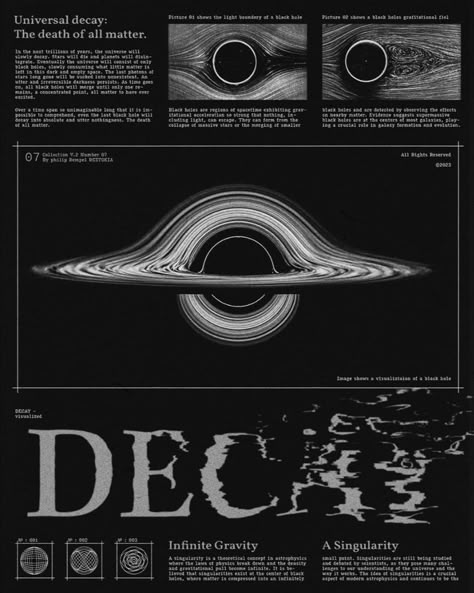 Universal decay:
The death of all matter.
In the next trillions of years, the universe will
slowly decay. Stars will die and planets will disin-
tegrate. Eventually the universe will consist of only
black holes, slowly consuming what little matter is
left in this dark and empty space. The last photons of
stars long gone will be sucked into nonexistent. An
utter and irreversible darkness persists. As time goes
on, all black holes will merge until only one re-
mains, a concentrated point, all matter to have ever
existed.
Over a time span so unimaginable long that it is im-
possible to comprehend, even the last black hole will
decay into absolute and utter nothingness. The death
of all matter.
Picture 01 shows the light boundery of a black hole
Black holes are regions of spacetime exhibiting grav-
itational acceleration so strong that nothing, in-
cluding light, can escape. They can form from the
collapse of massive stars or the merging of smaller
Picture 02 shows a black holes gravitational fiel
black holes and are detected by observing the effects
on nearby matter. Evidence suggests supermassive
black holes are at the centers of most galaxies, play-
ing a crucial role in galaxy formation and evolution.
07
Collection V.2 Number 07
By philip Hempel
All Rights Reserved
©2023
Image shows a visualisation of a black hole
DECAY -
visualized
DECAY
Nº : 001
Nº : 002
Nº : 003
Infinite Gravity
A singularity is a theoretical concept in astrophysics
where the laws of physics break down and the density
and gravitational pull become infinite. It is be-
lieved that singularities exist at the center of black
holes, where matter is compressed into an infinitely
A Singularity
small point. Singularities are still being studied
and debated by scientists, as they pose many chal-
lenges to our understanding of the universe and the
way it works. The idea of singularities is a crucial
aspect of modern astrophysics and continues to be the